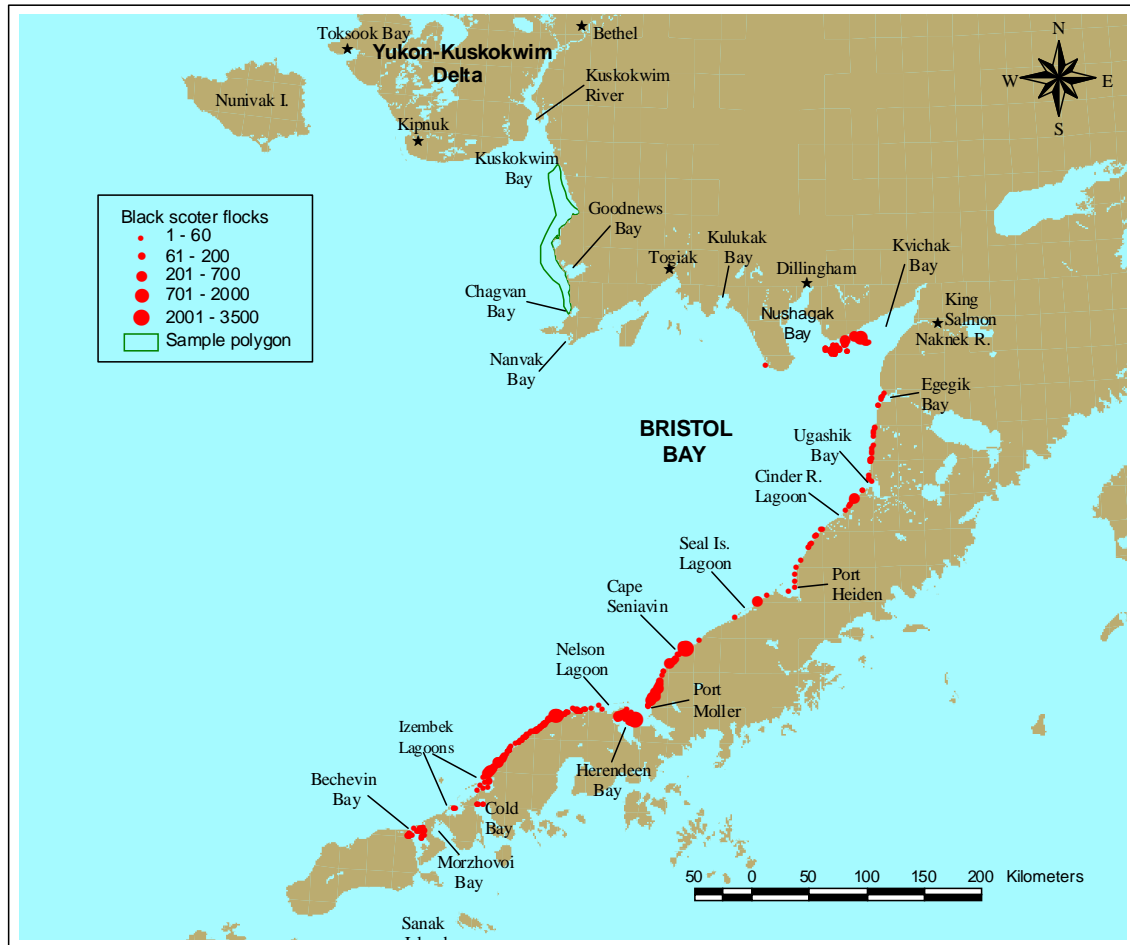 Toksook Bay
Bethel
Yukon-Kuskokwim
Delta
N
W
E
S
Kuskokwim
River
Nunivak I.
Kipnuk
Kuskokwim
Bay
Black scoter flocks
1 - 60
61 - 200
201 - 700
701 - 2000
2001 - 3500
Sample polygon
Goodnews
Bay
Togiak
Kulukak
Bay
Dillingham
Kvichak
Bay
Chagvan
Bay
Nushagak
Bay
King
Salmon
Naknek R.
Nanvak
Bay
Egegik
Bay
BRISTOL
BAY
Ugashik
Bay
Cinder R.
Lagoon
Seal Is.
Lagoon
Port
Heiden
Cape
Seniavin
Nelson
Lagoon
Port
Moller
Izembek
Lagoons
Herendeen
Bay
Bechevin
Bay
Cold
Bay
Morzhovoi
Bay
50 0 50 100 150 200 Kilometers
Sanak